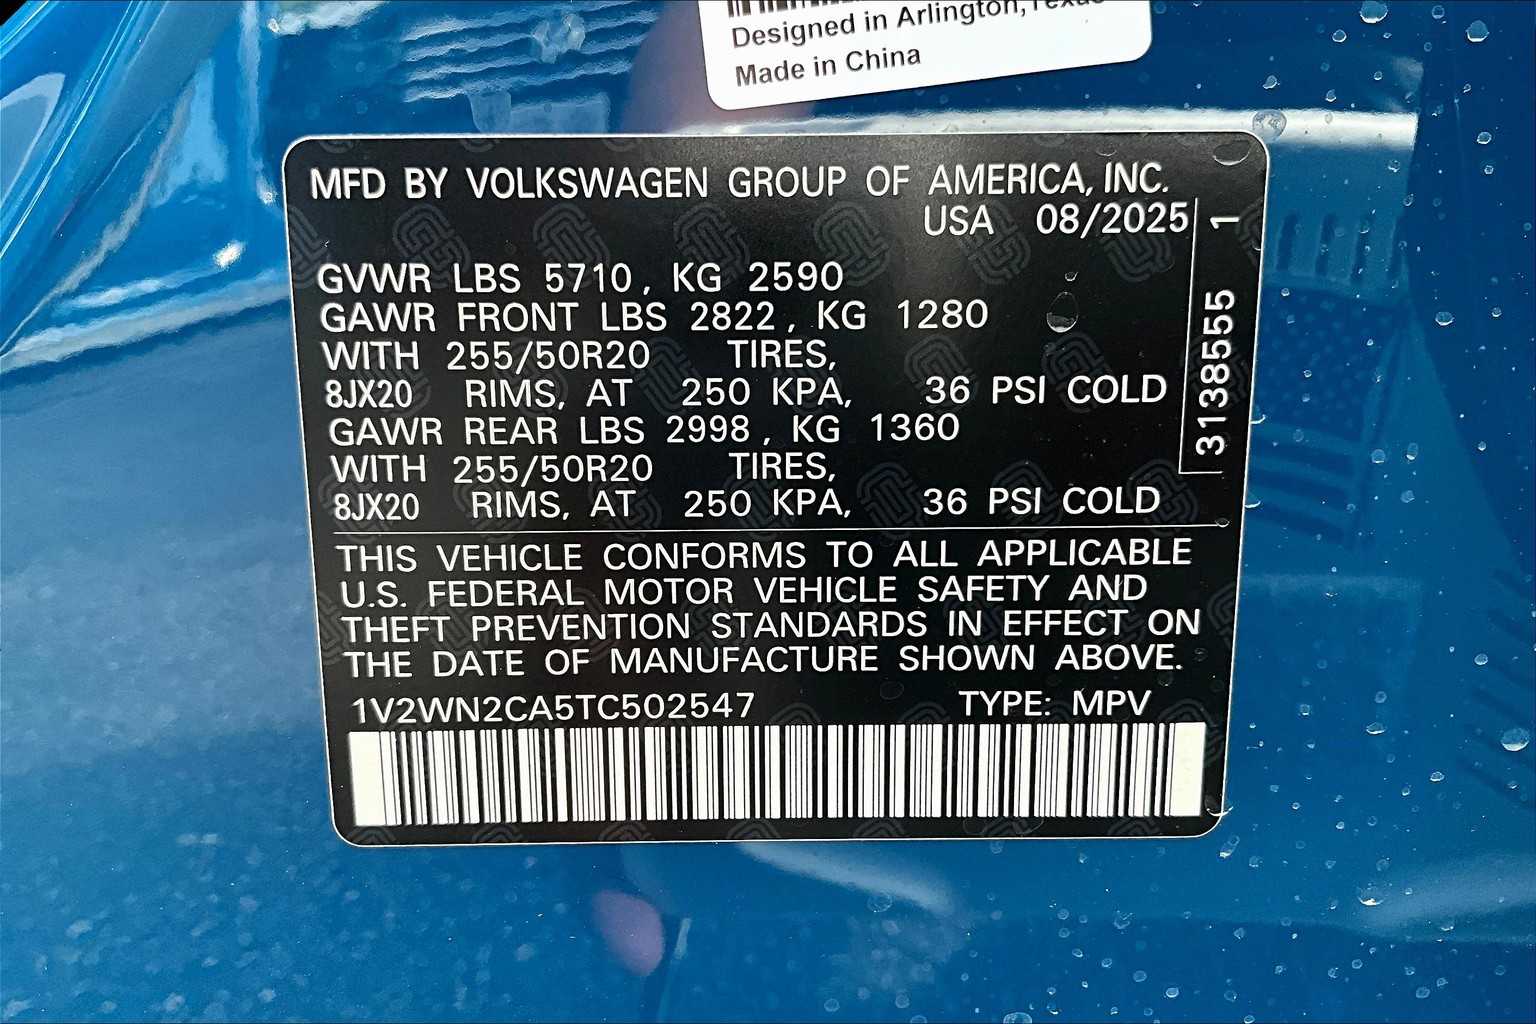 Designed in Arlington, Texas
Made in China
MFD BY VOLKSWAGEN GROUP OF AMERICA, INC.
USA 08/2025
GVWR LBS 5710, KG 2590
GAWR FRONT LBS 2822, KG 1280
WITH 255/50R20 TIRES,
8JX20 RIMS, AT 250 KPA, 36 PSI COLD
GAWR REAR LBS 2998, KG 1360
WITH 255/50R20 TIRES,
8JX20 RIMS, AT 250 KPA, 36 PSI COLD
3138555 1
THIS VEHICLE CONFORMS TO ALL APPLICABLE
U.S. FEDERAL MOTOR VEHICLE SAFETY AND
THEFT PREVENTION STANDARDS IN EFFECT ON
THE DATE OF MANUFACTURE SHOWN ABOVE.
1V2WN2CA5TC502547 TYPE: MPV